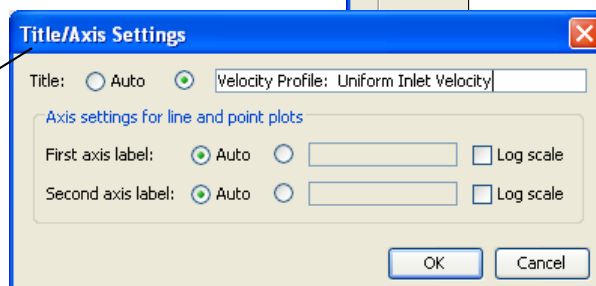 Title/Axis Settings
Title: Auto Velocity Profile: Uniform Inlet Velocity
Axis settings for line and point plots
First axis label: Auto Log scale
Second axis label: Auto Log scale
OK Cancel